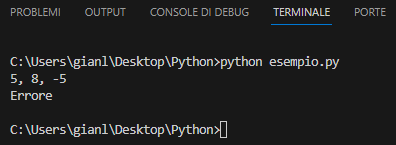 PROBLEMI OUTPUT CONSOLE DI DEBUG TERMINALE PORTE
C:\Users\gianl\Desktop\Python>python esempio.py
5, 8, -5
Errore
C:\Users\gianl\Desktop\Python>